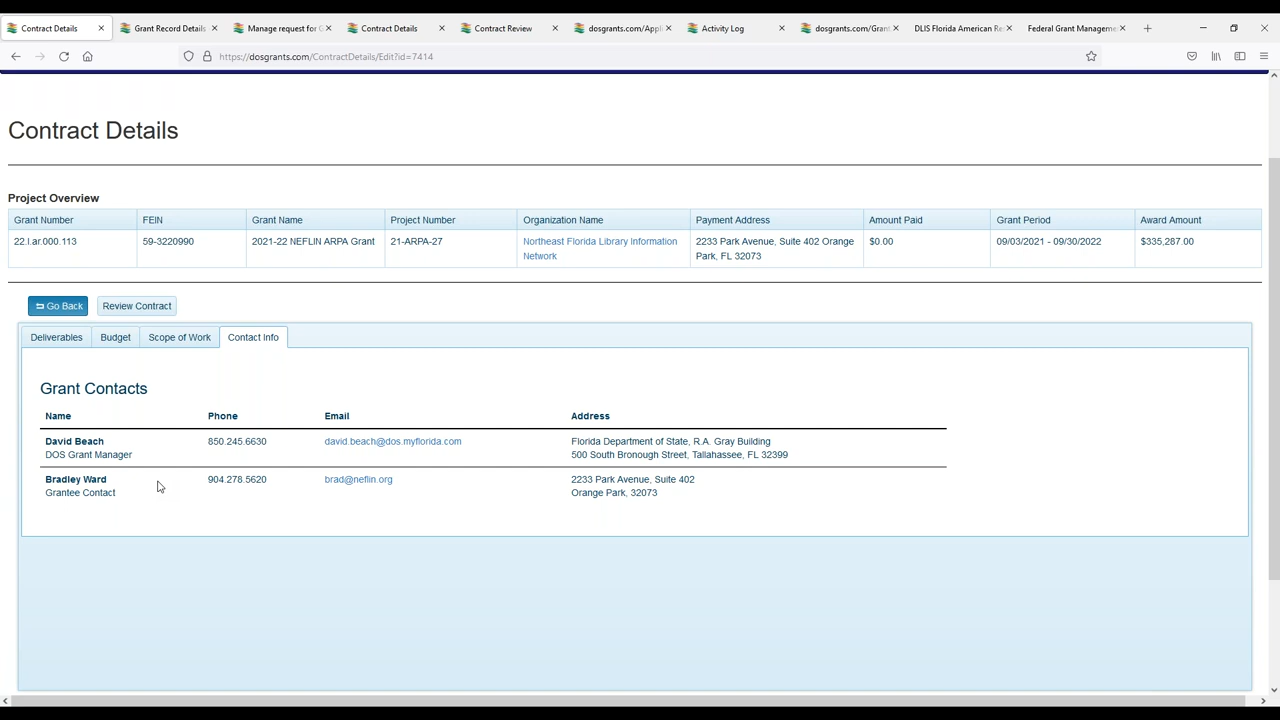 Contract Details
Grant Record Details
Manage request for G
Contract Details
Contract Review
dosgrants.com/Appli
Activity Log
dosgrants.com/Grant
DLIS Florida American Re
Federal Grant Manageme
https://dosgrants.com/ContractDetails/Edit?id=7414
Contract Details
Project Overview
Grant Number FEIN Grant Name Project Number Organization Name Payment Address Amount Paid Grant Period Award Amount
22.l.ar.000.113 59-3220990 2021-22 NEFLIN ARPA Grant 21-ARPA-27 Northeast Florida Library Information 2233 Park Avenue, Suite 402 Orange $0.00 09/03/2021 - 09/30/2022 $335,287.00
Network Park, FL 32073
Go Back Review Contract
Deliverables Budget Scope of Work Contact Info
Grant Contacts
Name Phone Email Address
David Beach 850.245.6630 david.beach@dos.myflorida.com Florida Department of State, R.A. Gray Building
DOS Grant Manager 500 South Bronough Street, Tallahassee, FL 32399
Bradley Ward 904.278.5620 brad@neflin.org 2233 Park Avenue, Suite 402
Grantee Contact Orange Park, 32073